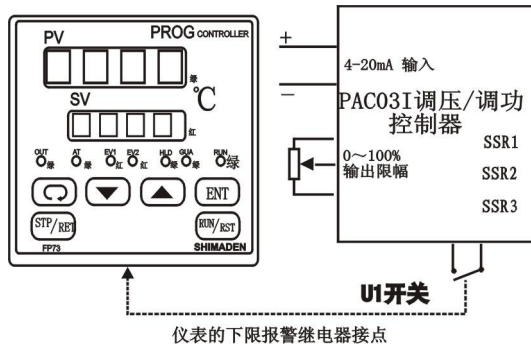 PV
PROG CONTROLLER
绿
℃
SV
红
OUT AT EV1 EV2 HLD GUA RUN
绿 绿 红 红 绿 绿 绿
ENT
STP/RET
RUN/RST
FP73
SHIMADEN
+
4-20mA 输入
—
PAC03I调压/调功
控制器
SSR1
0～100%
输出限幅
SSR2
SSR3
U1开关
仪表的下限报警继电器接点